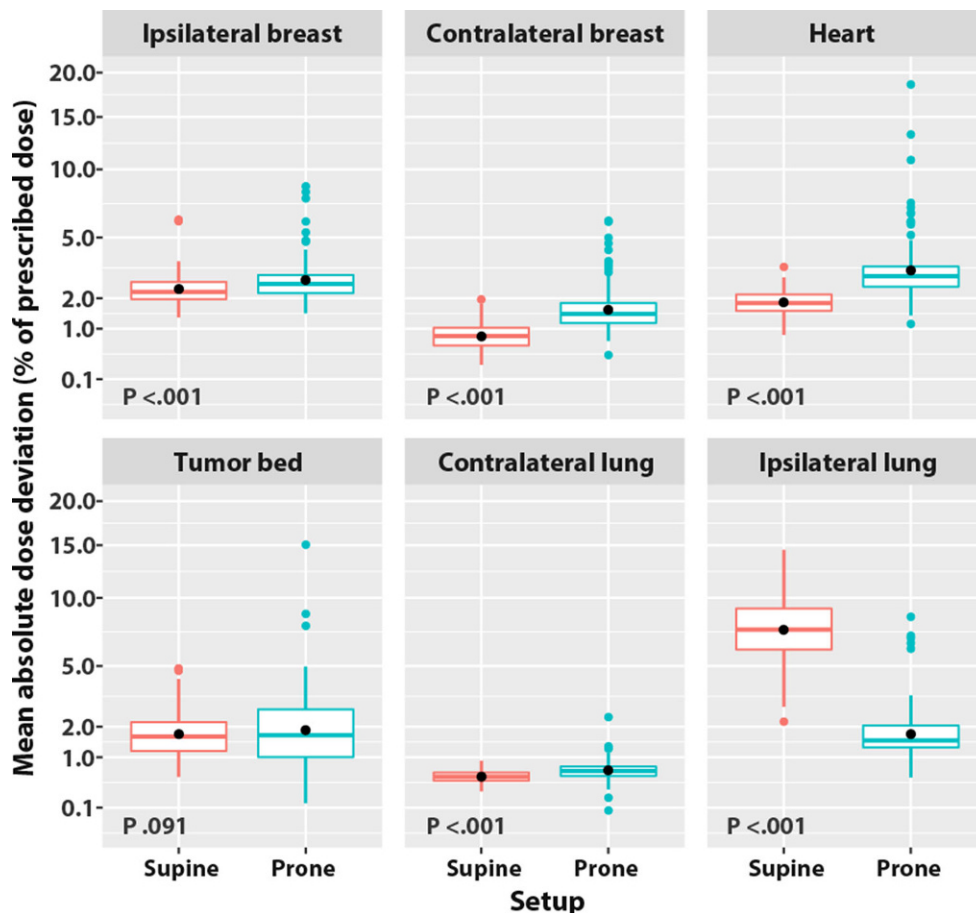 Ipsilateral breast
Contralateral breast
Heart
20.0
15.0
10.0
5.0
2.0
1.0
0.1
P <.001
P <.001
P <.001
Tumor bed
Contralateral lung
Ipsilateral lung
20.0
15.0
10.0
5.0
2.0
1.0
0.1
P .091
P <.001
P <.001
Supine Prone
Supine Prone
Supine Prone
Setup
Mean absolute dose deviation (% of prescribed dose)